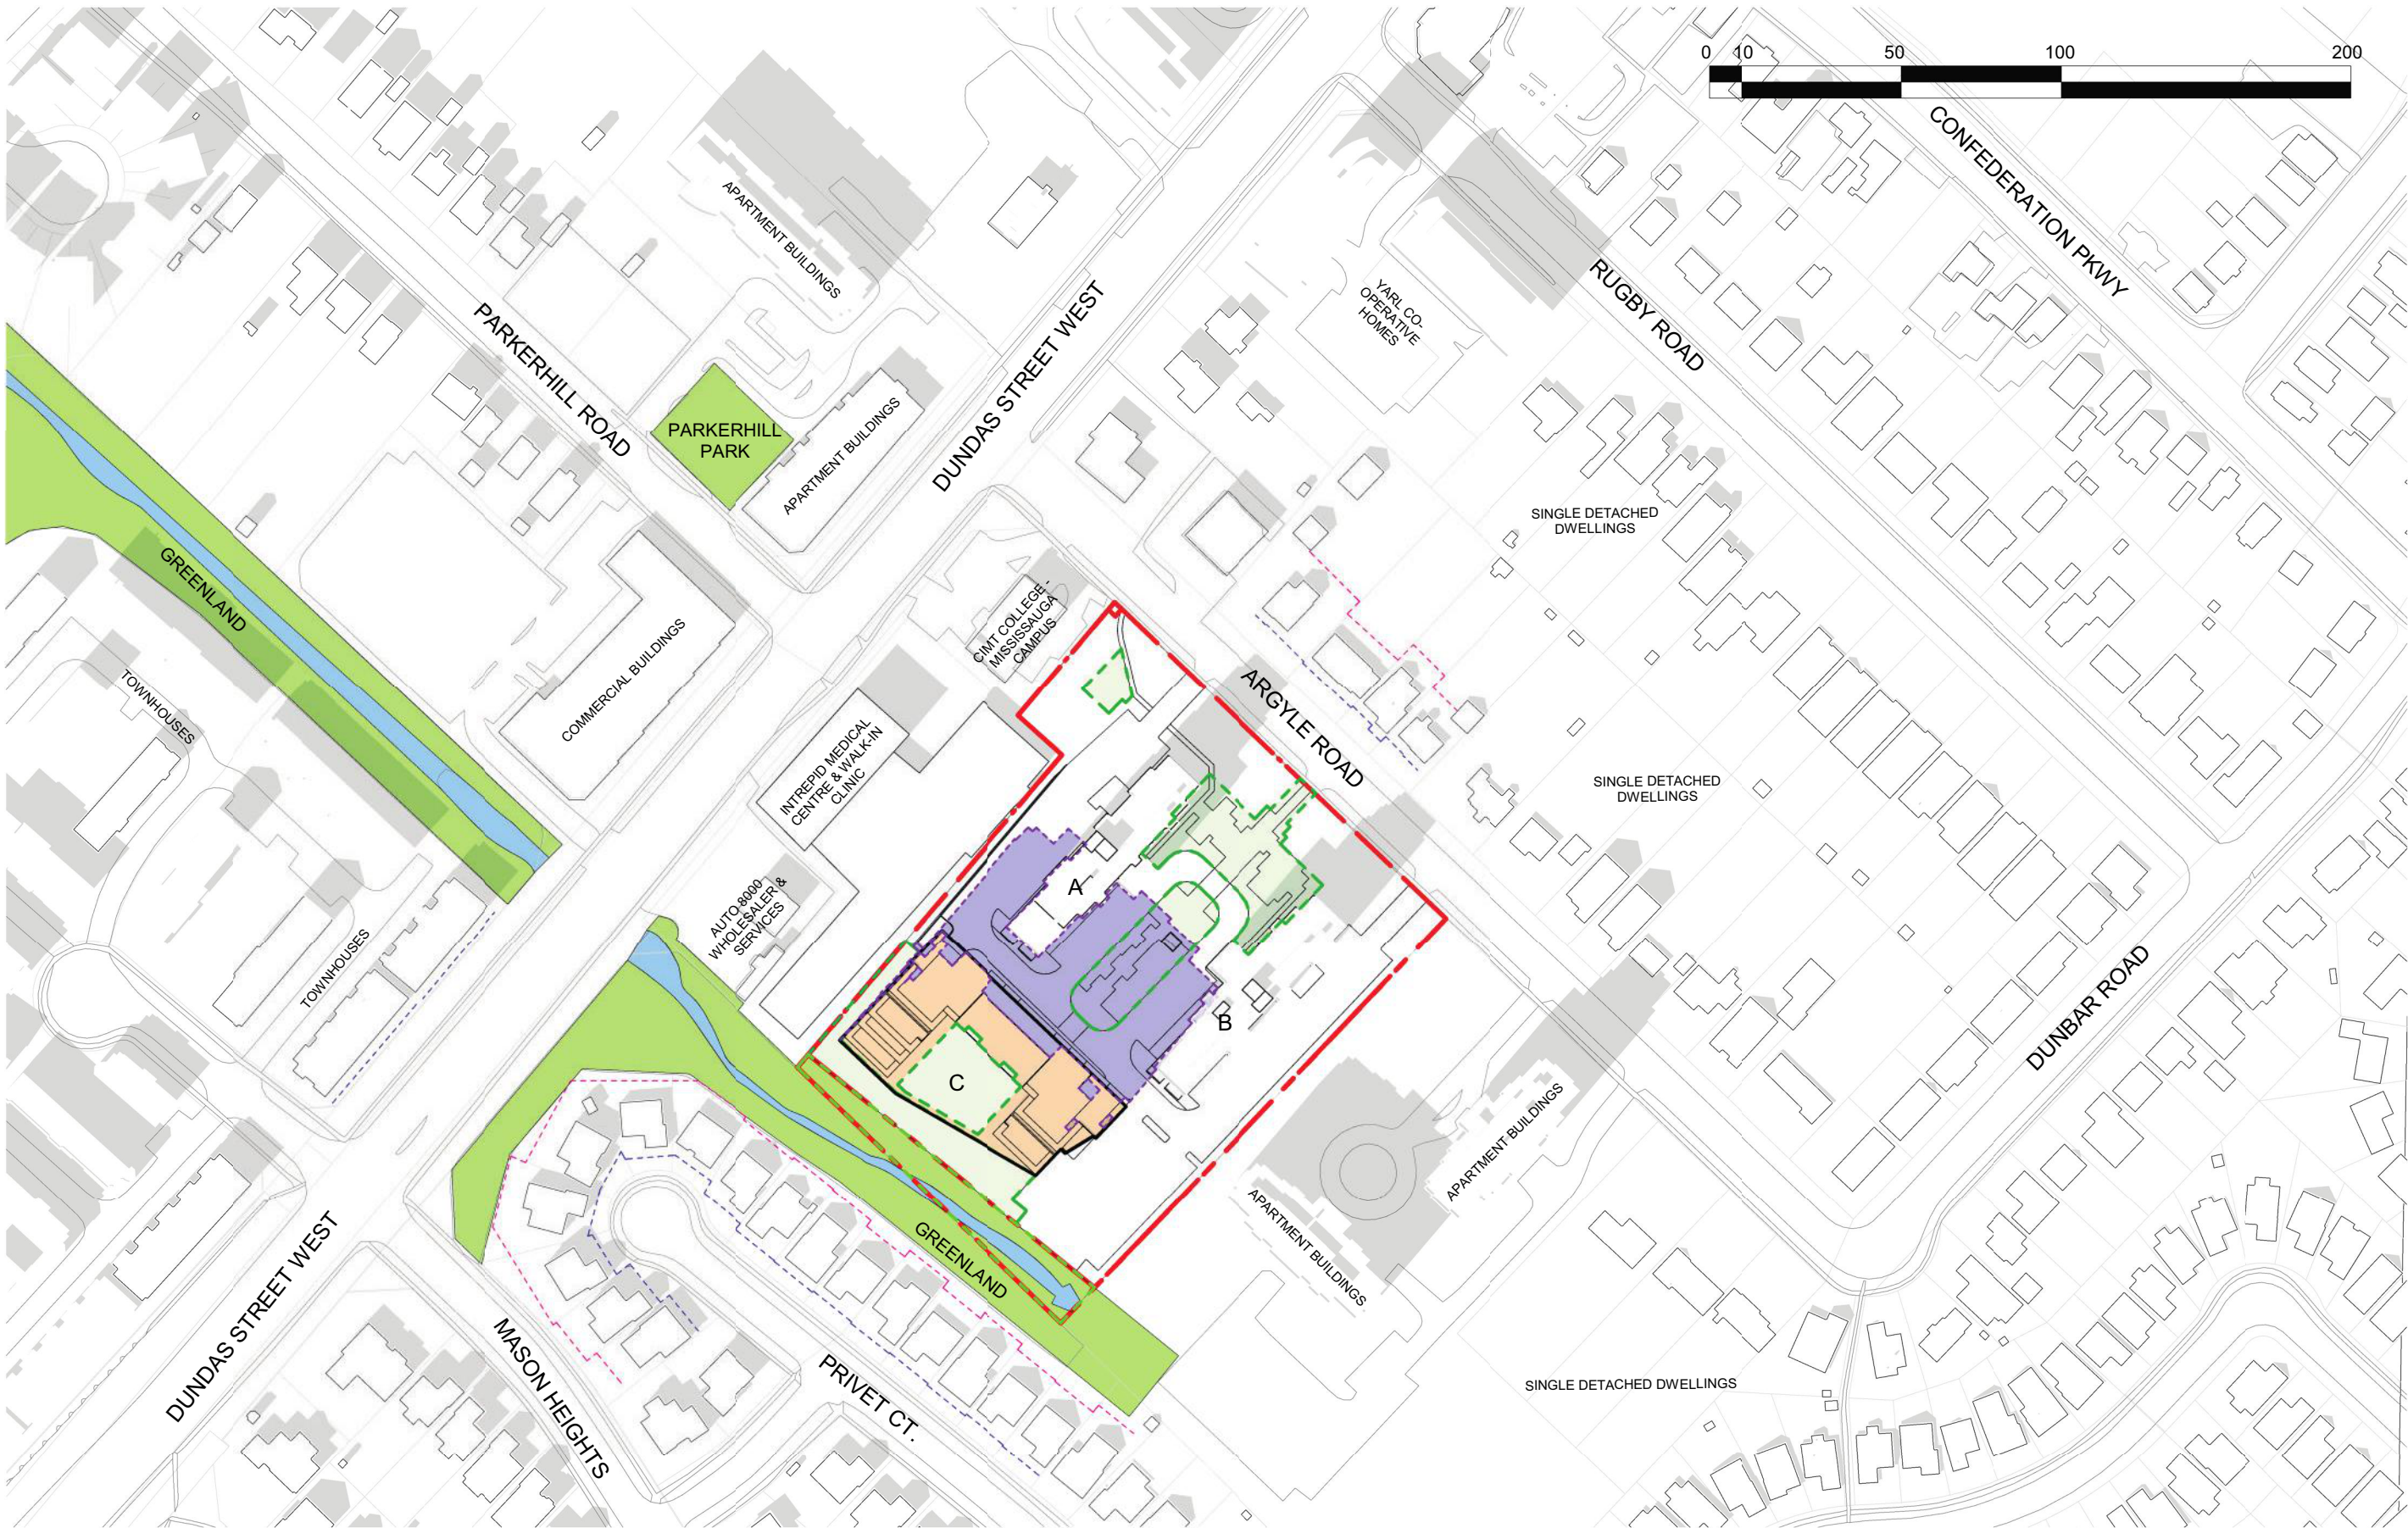 0 10 50 100 200
CONFEDERATION PKWY
APARTMENT BUILDINGS
PARKERHILL ROAD
DUNDAS STREET WEST
YARL CO-
OPERATIVE
HOMES
RUGBY ROAD
PARKERHILL
PARK
APARTMENT BUILDINGS
SINGLE DETACHED
DWELLINGS
GREENLAND
CIMT COLLEGE -
MISSISSAUGA
CAMPUS
COMMERCIAL BUILDINGS
TOWNHOUSES
ARGYLE ROAD
INTREPID MEDICAL
CENTRE & WALK-IN
CLINIC
SINGLE DETACHED
DWELLINGS
A
AUTO 8000
WHOLESALER &
SERVICES
TOWNHOUSES
B
DUNBAR ROAD
C
APARTMENT BUILDINGS
APARTMENT BUILDINGS
GREENLAND
DUNDAS STREET WEST
MASON HEIGHTS
PRIVET CT.
SINGLE DETACHED DWELLINGS